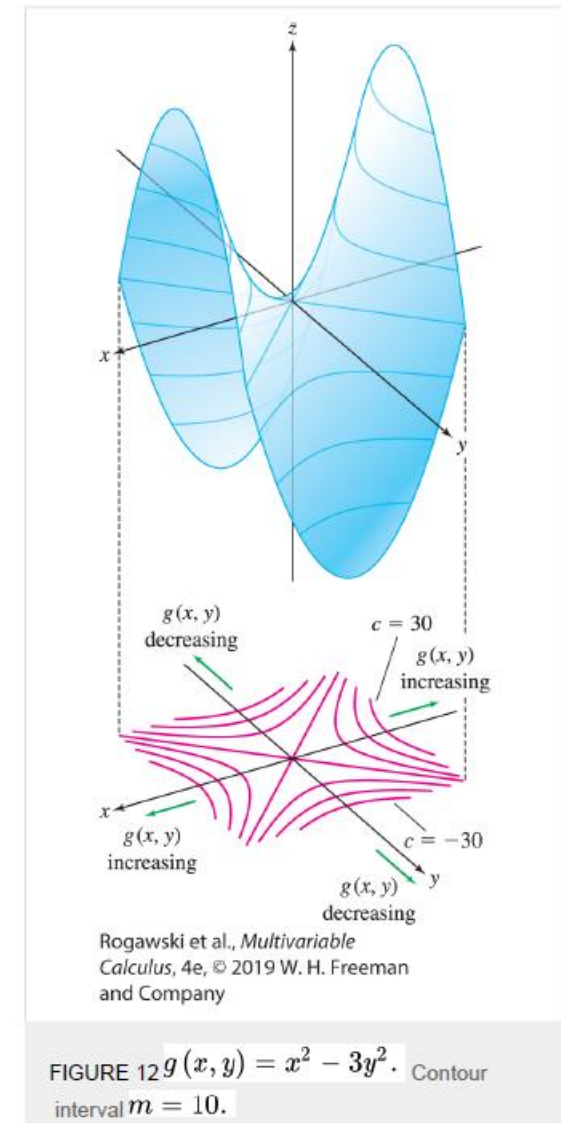 z
x
y
g(x, y)
decreasing
c = 30
g(x, y)
increasing
x
g(x, y)
increasing
c = −30
y
g(x, y)
decreasing
Rogawski et al., Multivariable
Calculus, 4e, © 2019 W. H. Freeman
and Company
FIGURE 12 g (x, y) = x² − 3y². Contour
interval m = 10.